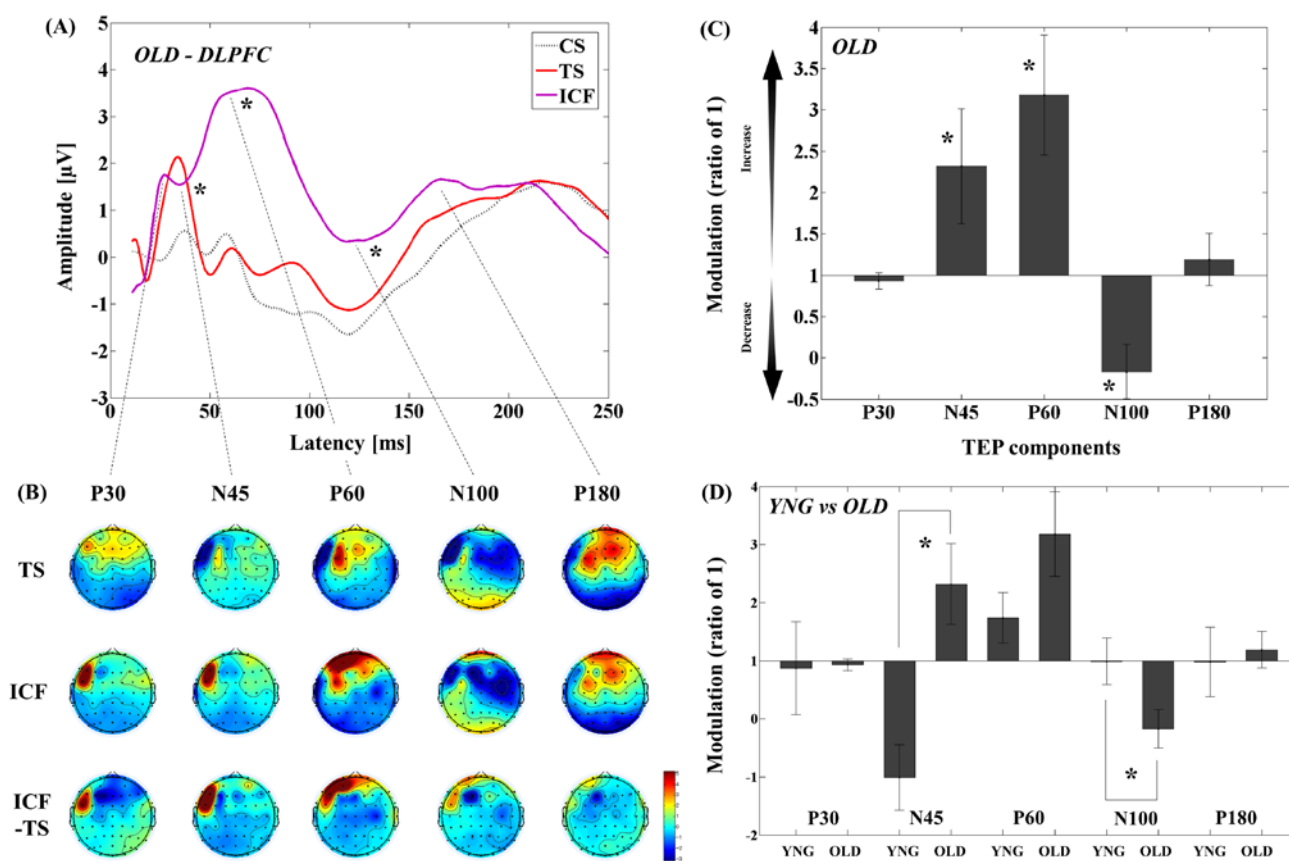 (A)
OLD - DLPFC
CS
TS
ICF
5
4
3
2
1
0
-1
-2
-3
Amplitude [µV]
*
*
*
0 50 100 150 200 250
Latency [ms]
(B)
P30 N45 P60 N100 P180
TS
ICF
ICF
-TS
(C)
OLD
Increase
Decrease
Modulation (ratio of 1)
4
3.5
3
2.5
2
1.5
1
0.5
0
-0.5
*
*
*
P30 N45 P60 N100 P180
TEP components
(D)
YNG vs OLD
Modulation (ratio of 1)
4
3
2
1
0
-1
-2
*
*
P30 N45 P60 N100 P180
YNG OLD YNG OLD YNG OLD YNG OLD YNG OLD